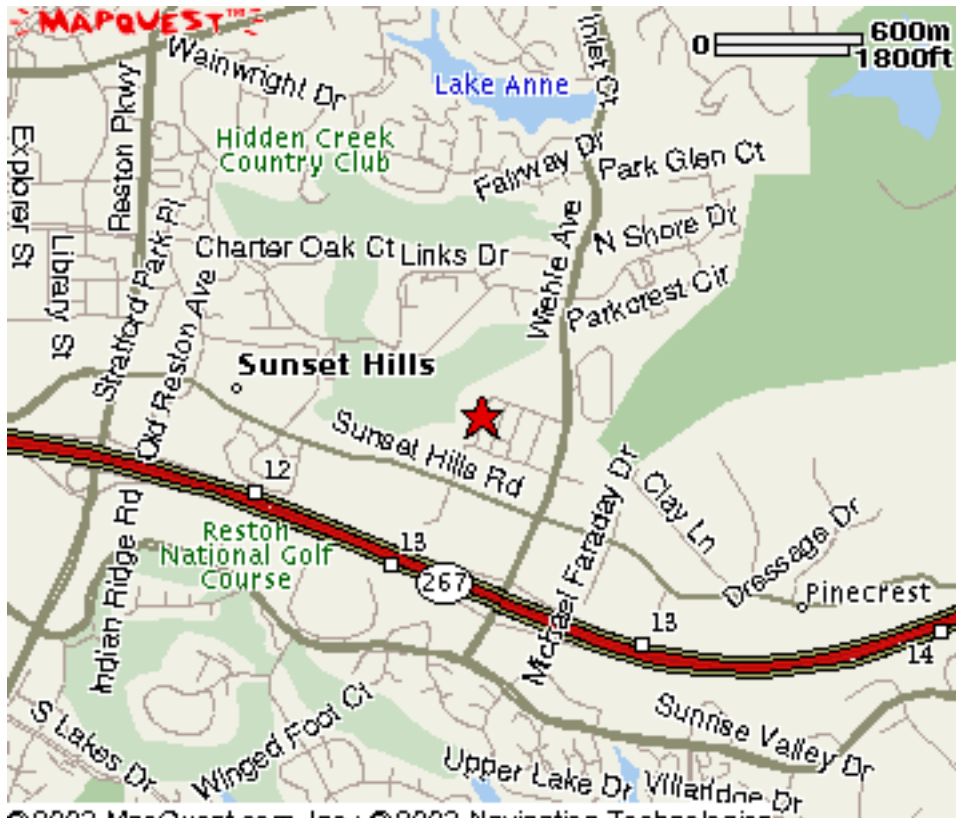 MAPQUEST™
0 600m
1800ft
Inlet Ct
Wainwright Dr
Lake Anne
Reston Pkwy
Explorer St
Hidden Creek
Country Club
Fairway Dr
Park Glen Ct
Library St
Stratford Park Pl
Charter Oak Ct
Links Dr
Wiehle Ave
N Shore Dr
Old Reston Ave
Parkcrest Cir
Sunset Hills
Sunset Hills Rd
12
Michael Faraday Dr
Clay Ln
Dressage Dr
Indian Ridge Rd
Reston
National Golf
Course
13
267
Pinecrest
13
14
S Lakes Dr
Winged Foot Ct
Sunrise Valley Dr
Upper Lake Dr
Villaridge Dr